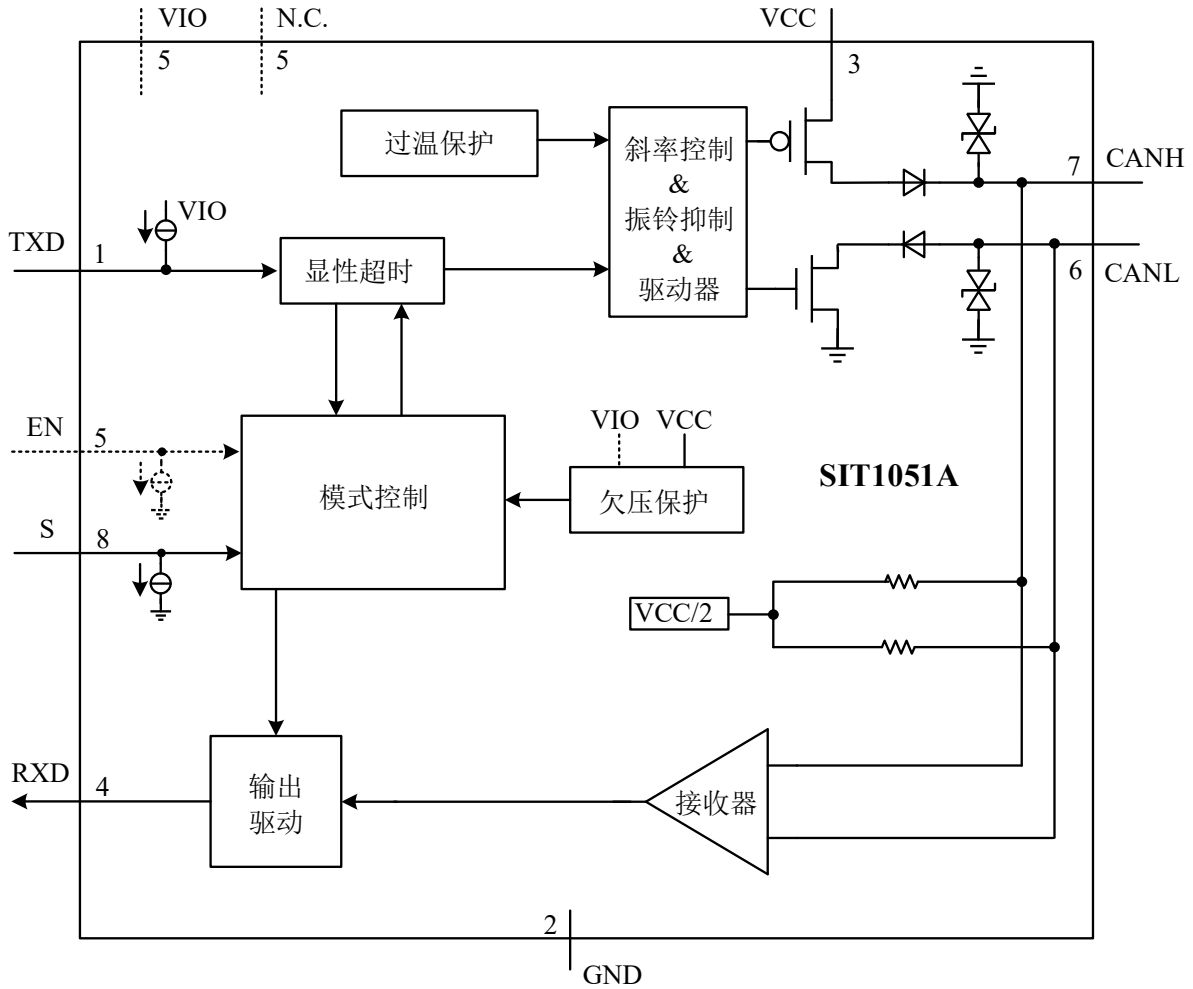 VIO
N.C.
VCC
5
5
3
过温保护
斜率控制
&
振铃抑制
&
驱动器
7
CANH
VIO
TXD
1
显性超时
6
CANL
EN
5
VIO
VCC
模式控制
欠压保护
SIT1051A
S
8
VCC/2
RXD
4
输出
驱动
接收器
2
GND